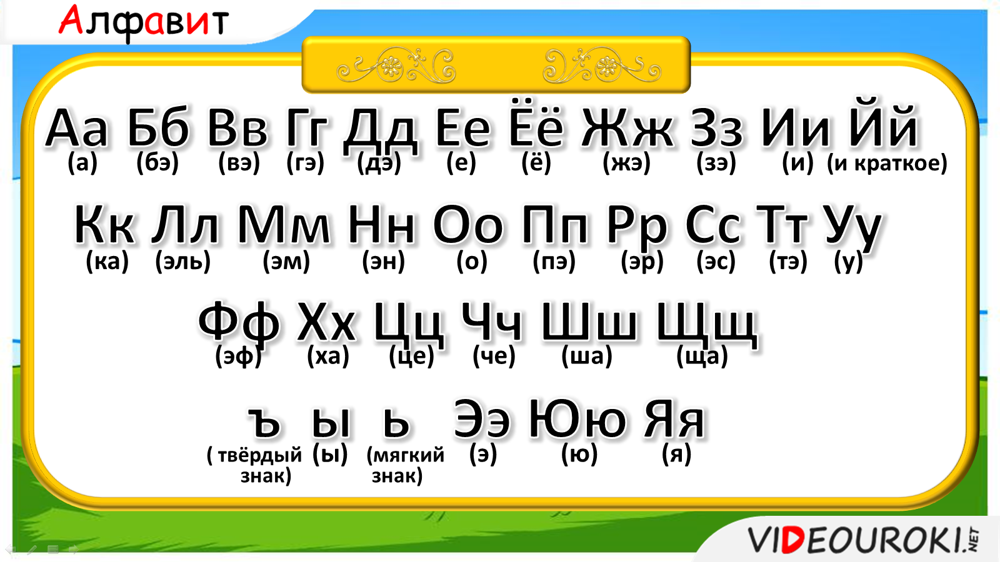 Алфавит
Аа Бб Вв Гг Дд Ее Ёё Жж Зз Ии Йй
(а) (бэ) (вэ) (гэ) (дэ) (е) (ё) (жэ) (зэ) (и) (и краткое)
Кк Лл Мм Нн Оо Пп Рр Сс Тт Уу
(ка) (эль) (эм) (эн) (о) (пэ) (эр) (эс) (тэ) (у)
Фф Хх Цц Чч Шш Щщ
(эф) (ха) (це) (че) (ша) (ща)
ъ ы ь Ээ Юю Яя
( твёрдый (ы) (мягкий (э) (ю) (я)
знак) знак)
VIDEOUROKI.NET